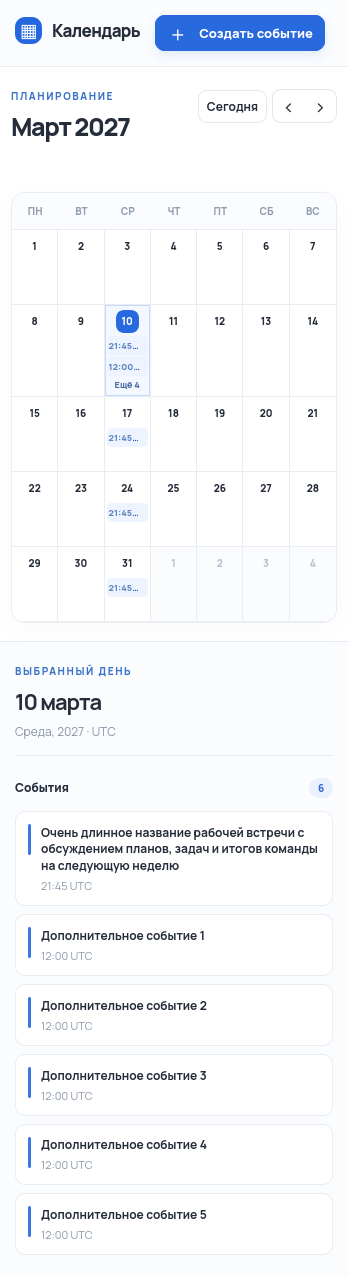 Календарь
+ Создать событие
ПЛАНИРОВАНИЕ
Март 2027
Сегодня
ПН ВТ СР ЧТ ПТ СБ ВС
1 2 3 4 5 6 7
8 9 10 11 12 13 14
21:45…
12:00…
Ещё 4
15 16 17 18 19 20 21
21:45…
22 23 24 25 26 27 28
21:45…
29 30 31 1 2 3 4
21:45…
ВЫБРАННЫЙ ДЕНЬ
10 марта
Среда, 2027 · UTC
События 6
Очень длинное название рабочей встречи с
обсуждением планов, задач и итогов команды
на следующую неделю
21:45 UTC
Дополнительное событие 1
12:00 UTC
Дополнительное событие 2
12:00 UTC
Дополнительное событие 3
12:00 UTC
Дополнительное событие 4
12:00 UTC
Дополнительное событие 5
12:00 UTC